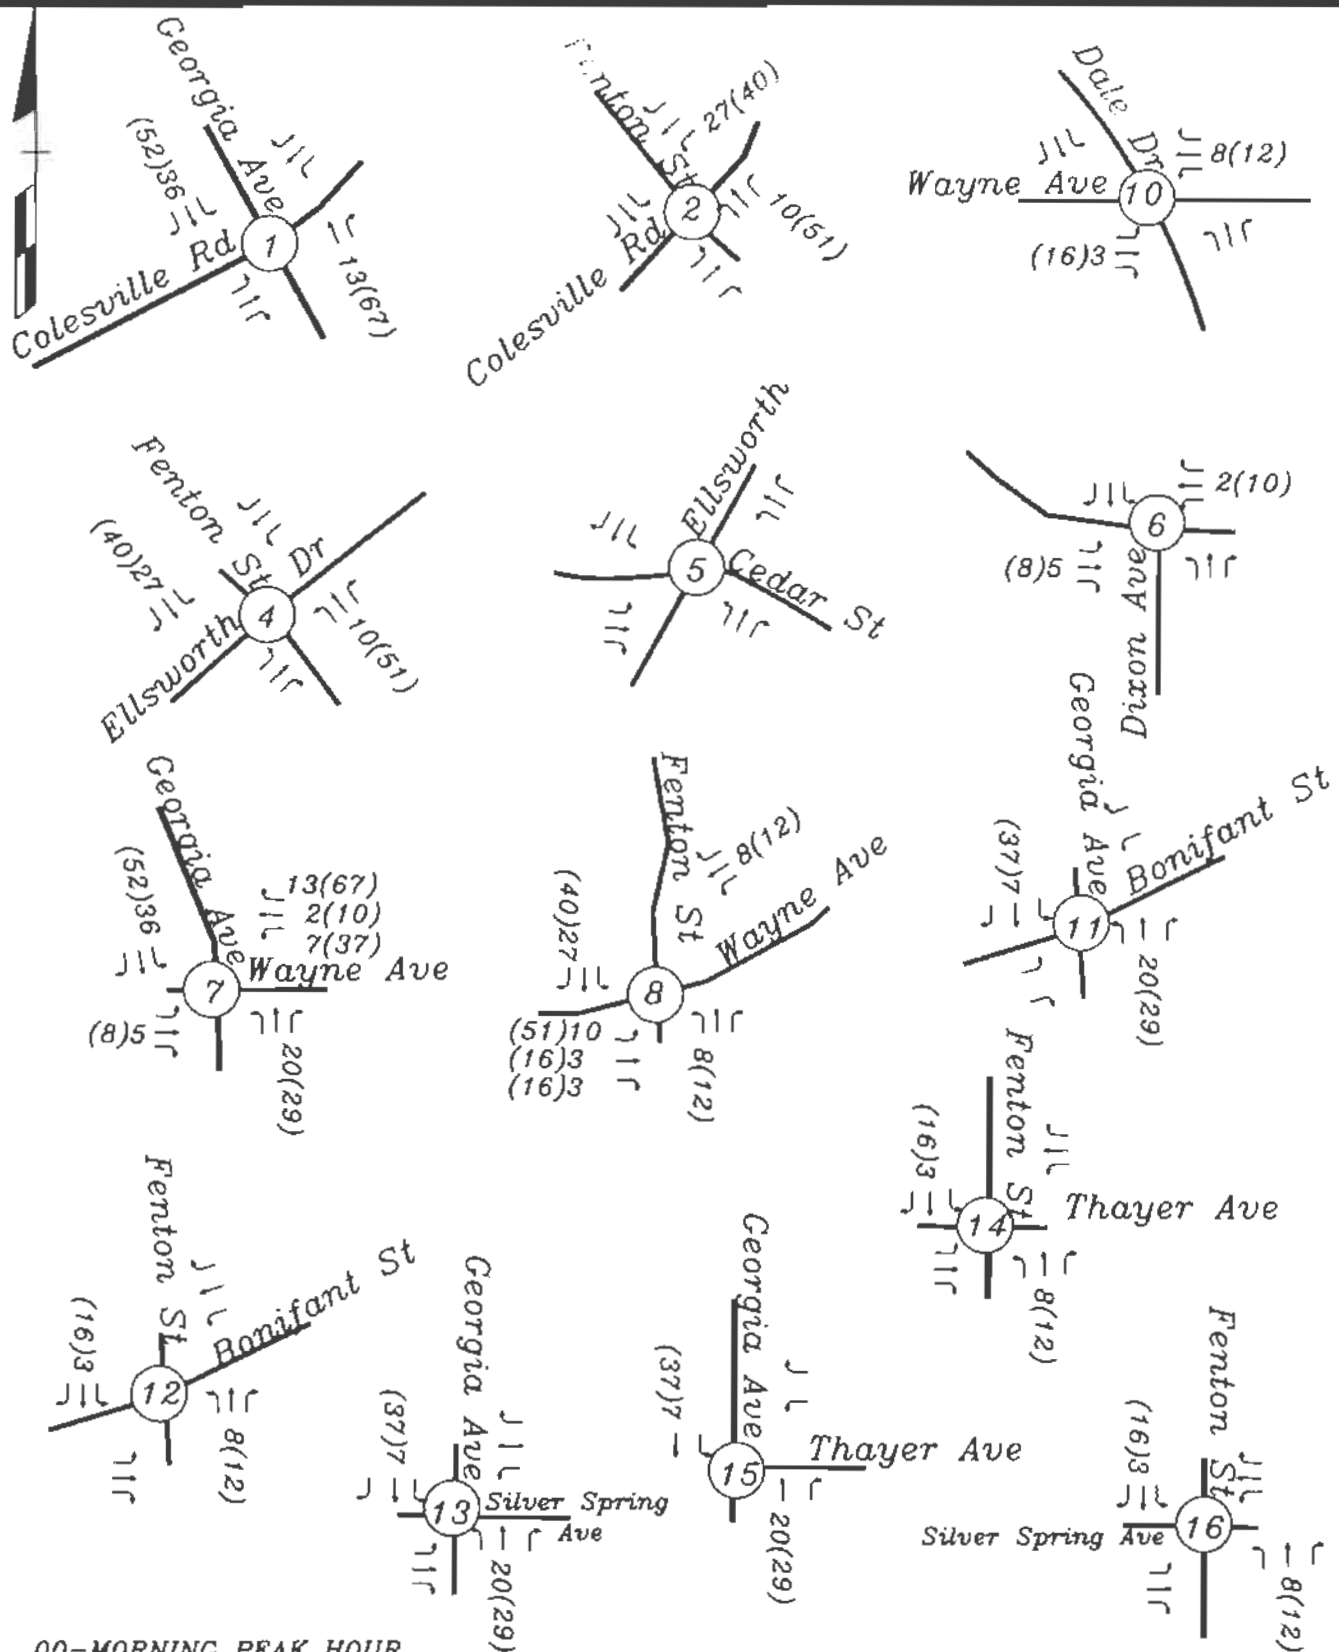 Georgia Ave
(52)36
Colesville Rd
1
13(67)
St
27(40)
Colesville Rd
2
10(51)
Dale Dr
8(12)
Wayne Ave
10
(16)3
Fenton St
(40)27
Ellsworth Dr
4
10(51)
Ellsworth
5
Cedar St
2(10)
6
(8)5
Dixon Ave
Georgia Ave
(52)36
13(67)
2(10)
7(37)
Wayne Ave
7
(8)5
20(29)
Fenton St
8(12)
(40)27
Wayne Ave
8
(51)10
(16)3
(16)3
8(12)
Georgia Ave
(37)7
Bonifant St
11
20(29)
Fenton St
(16)3
14
Thayer Ave
8(12)
Fenton St
(16)3
Bonifant St
12
8(12)
Georgia Ave
(37)7
13
Silver Spring
Ave
20(29)
Georgia Ave
(37)7
15
Thayer Ave
20(29)
Fenton St
(16)3
Silver Spring Ave
16
8(12)
00-MORNING PEAK HOUR